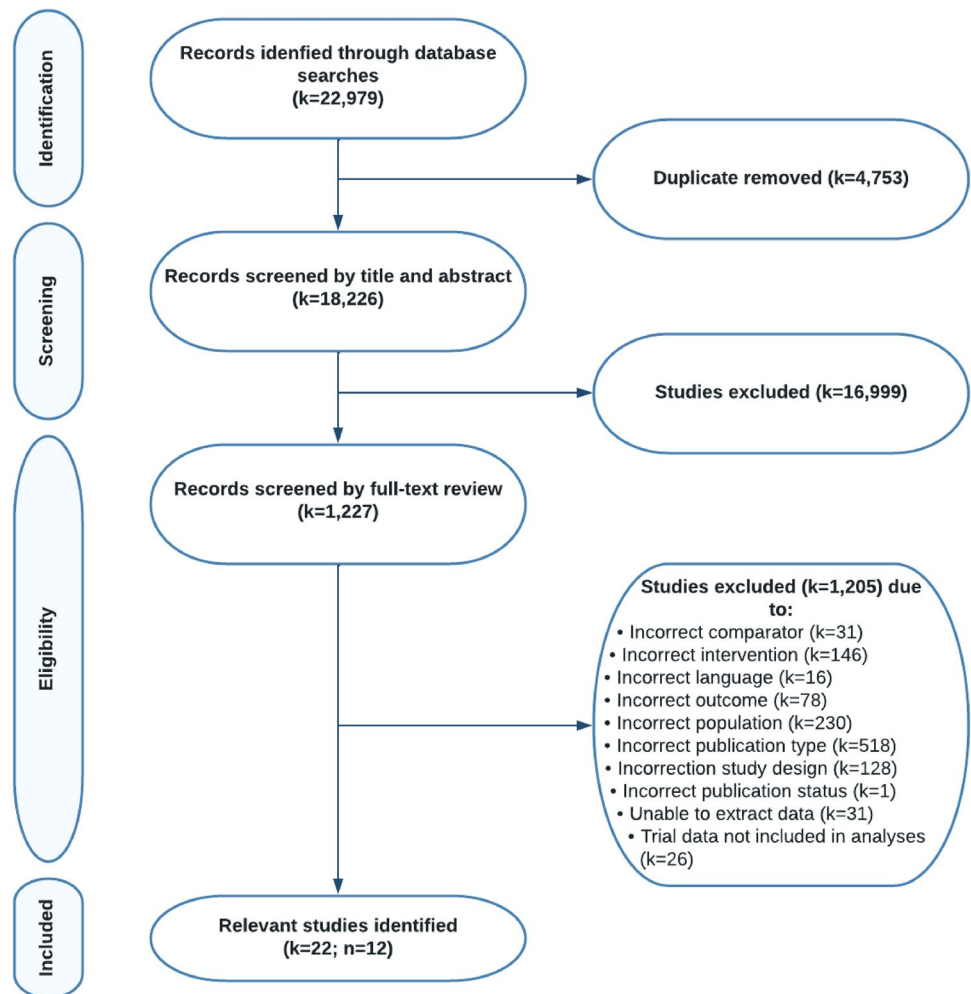 Identification
Records idenfied through database
searches
(k=22,979)
Duplicate removed (k=4,753)
Screening
Records screened by title and abstract
(k=18,226)
Studies excluded (k=16,999)
Eligibility
Records screened by full-text review
(k=1,227)
Studies excluded (k=1,205) due
to:
• Incorrect comparator (k=31)
• Incorrect intervention (k=146)
• Incorrect language (k=16)
• Incorrect outcome (k=78)
• Incorrect population (k=230)
• Incorrect publication type (k=518)
• Incorrection study design (k=128)
• Incorrect publication status (k=1)
• Unable to extract data (k=31)
• Trial data not included in analyses
(k=26)
Included
Relevant studies identified
(k=22; n=12)